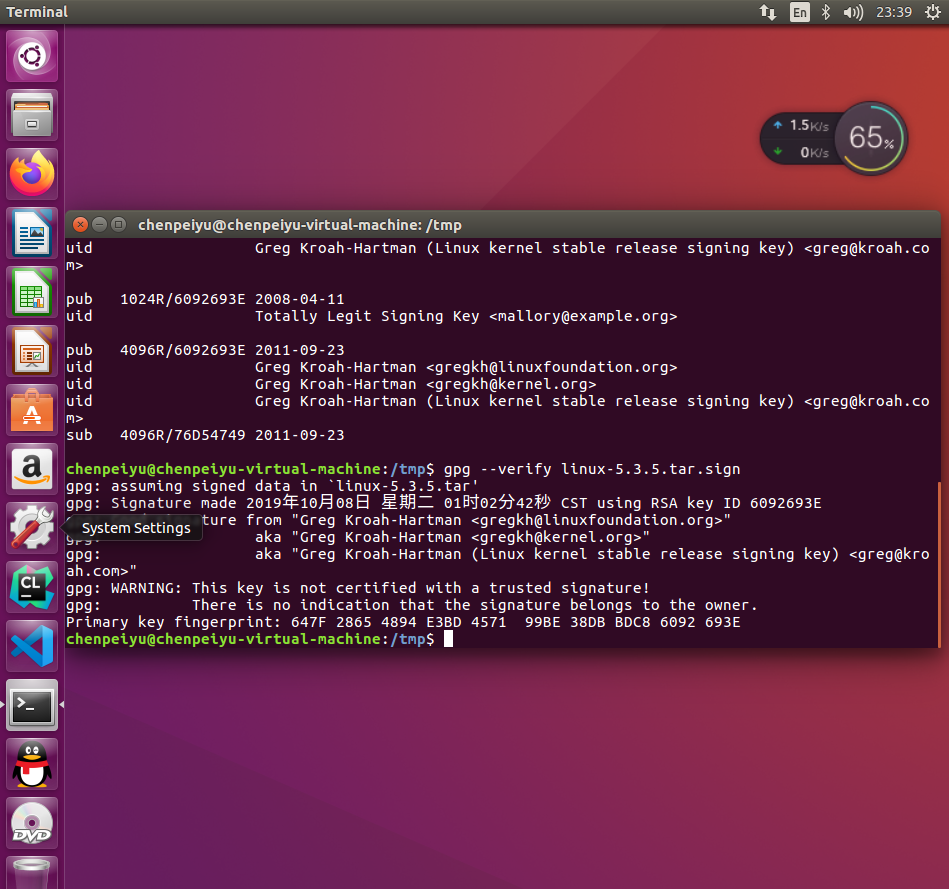 Terminal
En
23:39
1.5K/s
0K/s
65%
chenpeiyu@chenpeiyu-virtual-machine: /tmp
uid                  Greg Kroah-Hartman (Linux kernel stable release signing key) <greg@kroah.co
m>
pub   1024R/6092693E 2008-04-11
uid                  Totally Legit Signing Key <mallory@example.org>
pub   4096R/6092693E 2011-09-23
uid                  Greg Kroah-Hartman <gregkh@linuxfoundation.org>
uid                  Greg Kroah-Hartman <gregkh@kernel.org>
uid                  Greg Kroah-Hartman (Linux kernel stable release signing key) <greg@kroah.co
m>
sub   4096R/76D54749 2011-09-23
chenpeiyu@chenpeiyu-virtual-machine:/tmp$ gpg --verify linux-5.3.5.tar.sign
gpg: assuming signed data in `linux-5.3.5.tar'
gpg: Signature made 2019年10月08日 星期二 01时02分42秒 CST using RSA key ID 6092693E
from "Greg Kroah-Hartman <gregkh@linuxfoundation.org>"
System Settings
gpg:                 aka "Greg Kroah-Hartman <gregkh@kernel.org>"
gpg:                 aka "Greg Kroah-Hartman (Linux kernel stable release signing key) <greg@kro
ah.com>"
gpg: WARNING: This key is not certified with a trusted signature!
gpg:          There is no indication that the signature belongs to the owner.
Primary key fingerprint: 647F 2865 4894 E3BD 4571  99BE 38DB BDC8 6092 693E
chenpeiyu@chenpeiyu-virtual-machine:/tmp$
A
a
CL
>_
DVD